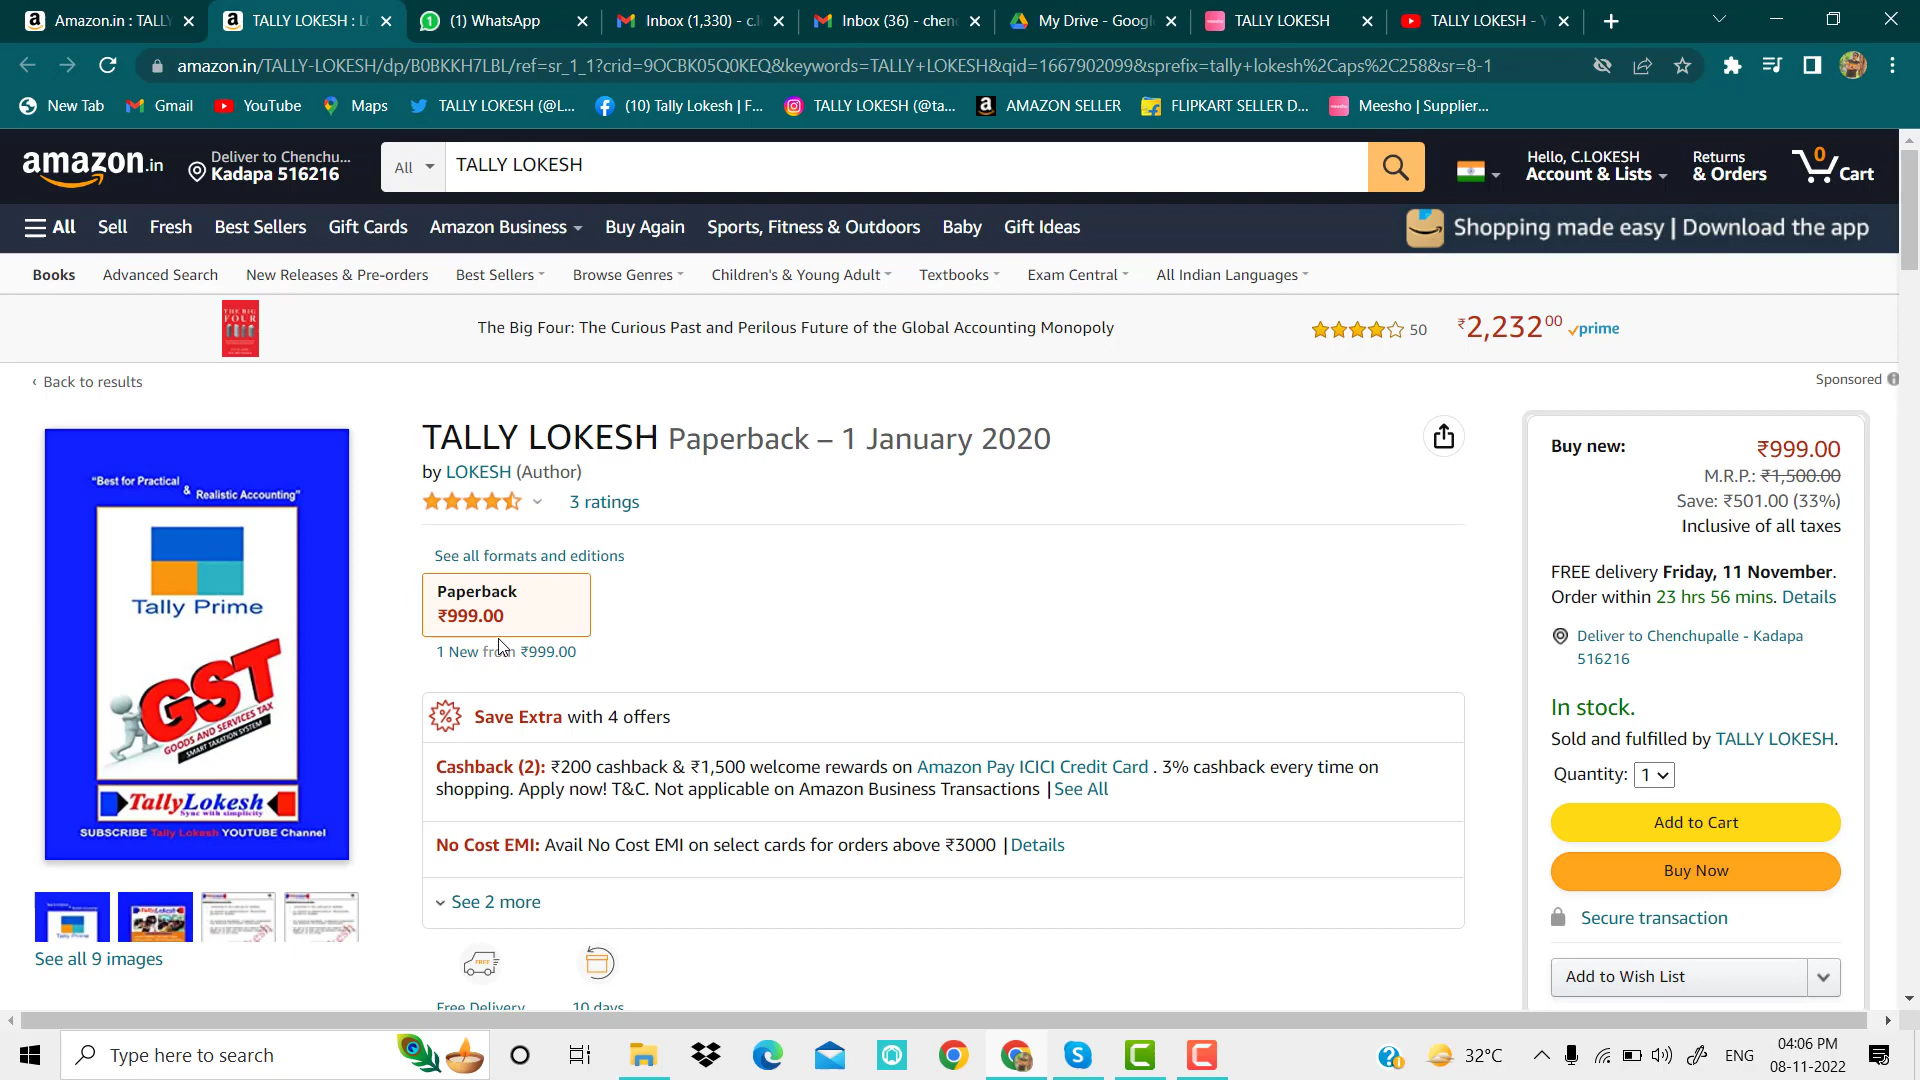 Amazon.in : TALL
TALLY LOKESH : L
(1) WhatsApp
Inbox (1,330) - c.l
Inbox (36) - chen
My Drive - Googl
TALLY LOKESH
TALLY LOKESH - Y
amazon.in/TALLY-LOKESH/dp/B0BKKH7LBL/ref=sr_1_1?crid=9OCBK05Q0KEQ&keywords=TALLY+LOKESH&qid=1667902099&sprefix=tally+lokesh%2Caps%2C258&sr=8-1
New Tab
Gmail
YouTube
Maps
TALLY LOKESH (@L...
(10) Tally Lokesh | F...
TALLY LOKESH (@ta...
AMAZON SELLER
FLIPKART SELLER D...
Meesho | Supplier...
amazon.in
Deliver to Chenchu...
Kadapa 516216
All
TALLY LOKESH
Hello, C.LOKESH
Account & Lists
Returns
& Orders
0
Cart
All
Sell
Fresh
Best Sellers
Gift Cards
Amazon Business
Buy Again
Sports, Fitness & Outdoors
Baby
Gift Ideas
Shopping made easy | Download the app
Books
Advanced Search
New Releases & Pre-orders
Best Sellers
Browse Genres
Children's & Young Adult
Textbooks
Exam Central
All Indian Languages
THE BIG
FOUR
The Big Four: The Curious Past and Perilous Future of the Global Accounting Monopoly
50
₹2,23200
prime
‹ Back to results
Sponsored
"Best for Practical
& Realistic Accounting"
Tally Prime
GST
GOODS AND SERVICES TAX
SMART TAXATION SYSTEM
TallyLokesh
Sync with simplicity
SUBSCRIBE Tally Lokesh YOUTUBE Channel
See all 9 images
TALLY LOKESH Paperback – 1 January 2020
by LOKESH (Author)
3 ratings
See all formats and editions
Paperback
₹999.00
1 New from ₹999.00
% Save Extra with 4 offers
Cashback (2): ₹200 cashback & ₹1,500 welcome rewards on Amazon Pay ICICI Credit Card . 3% cashback every time on
shopping. Apply now! T&C. Not applicable on Amazon Business Transactions | See All
No Cost EMI: Avail No Cost EMI on select cards for orders above ₹3000 | Details
See 2 more
FREE
Free Delivery
10 days
Buy new:
₹999.00
M.R.P.: ₹1,500.00
Save: ₹501.00 (33%)
Inclusive of all taxes
FREE delivery Friday, 11 November.
Order within 23 hrs 56 mins. Details
Deliver to Chenchupalle - Kadapa
516216
In stock.
Sold and fulfilled by TALLY LOKESH.
Quantity: 1
Add to Cart
Buy Now
Secure transaction
Add to Wish List
Type here to search
32°C
ENG
04:06 PM
08-11-2022